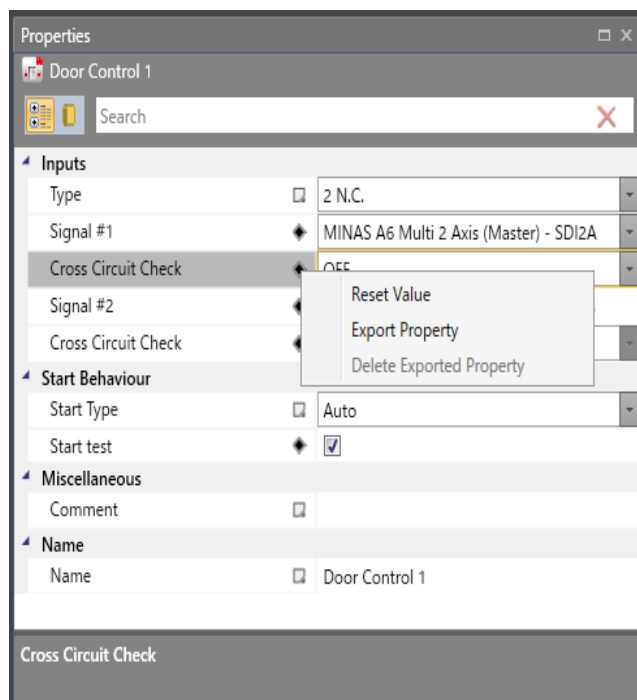 Properties
Door Control 1
Search
Inputs
Type 2 N.C.
Signal #1 MINAS A6 Multi 2 Axis (Master) - SDI2A
Cross Circuit Check OFF
Reset Value
Signal #2
Export Property
Cross Circuit Check
Delete Exported Property
Start Behaviour
Start Type Auto
Start test
Miscellaneous
Comment
Name
Name Door Control 1
Cross Circuit Check